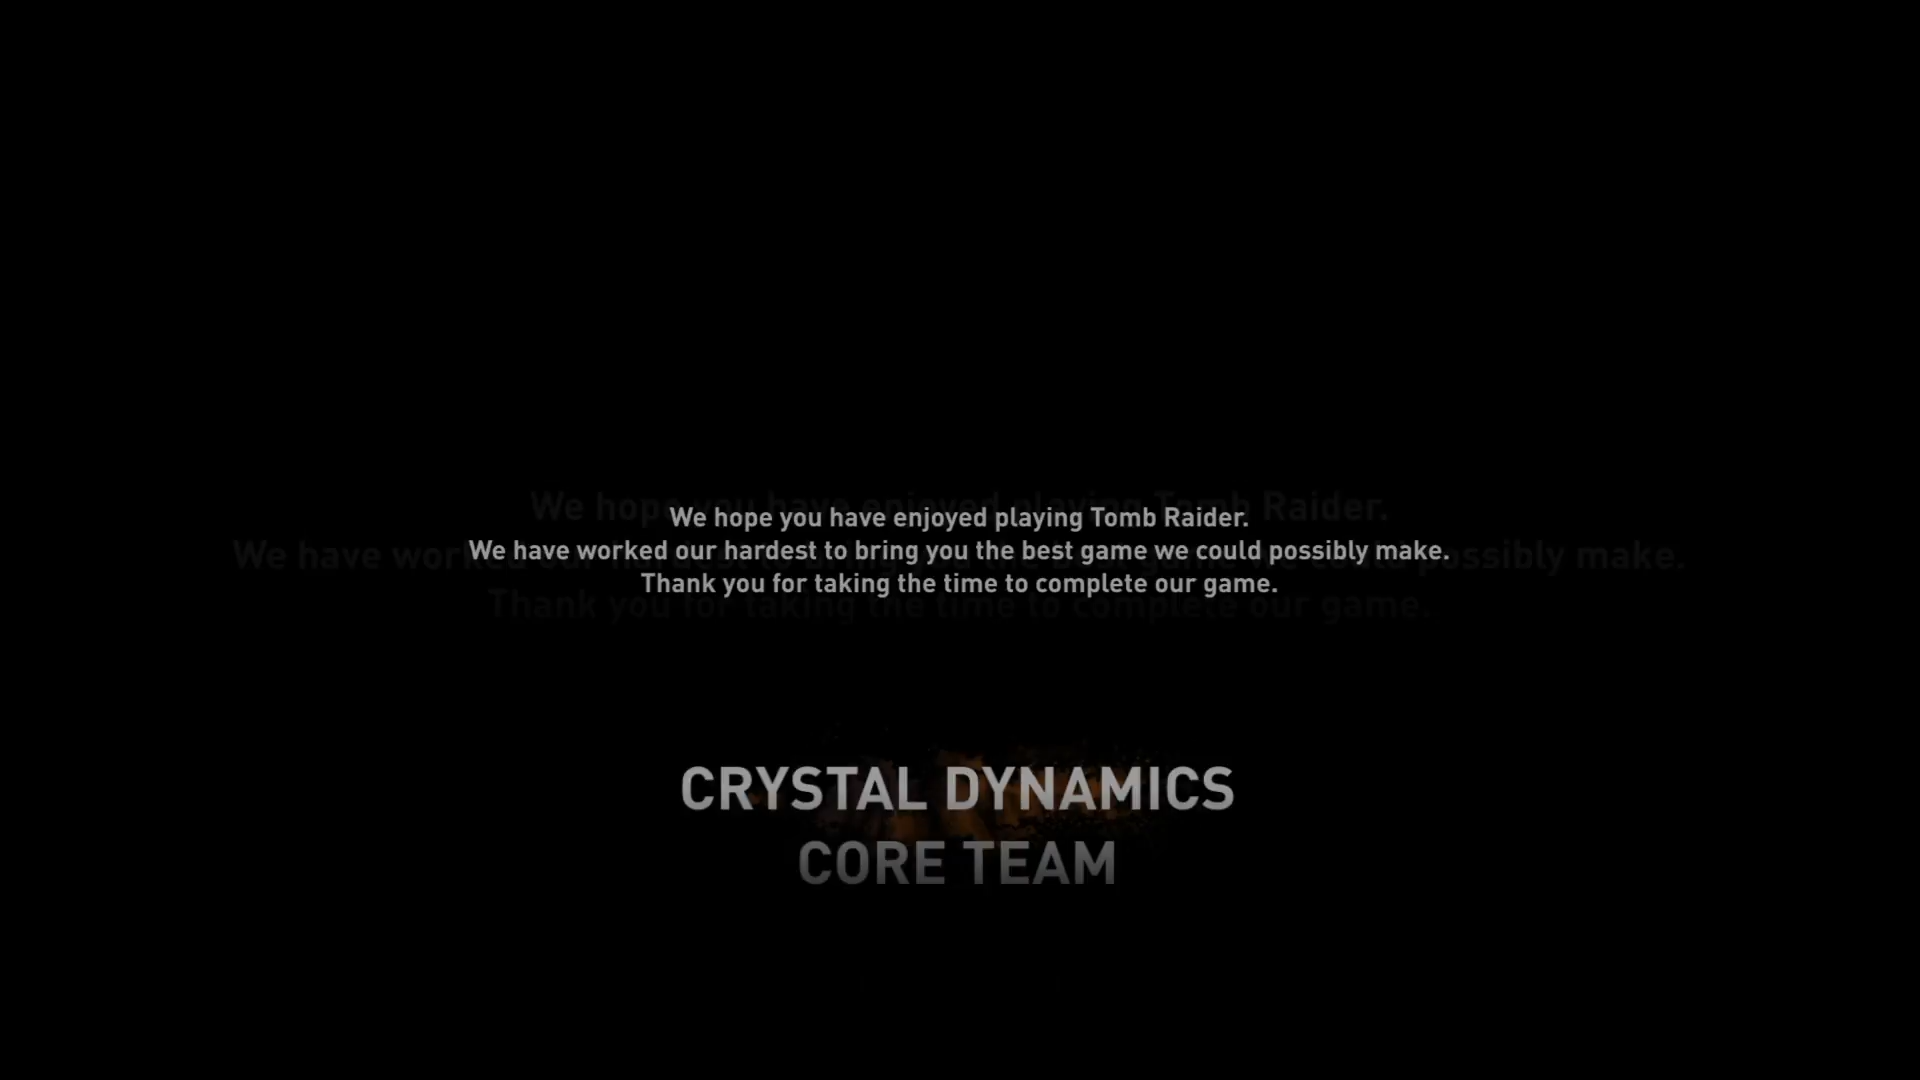 We hope you have enjoyed playing Tomb Raider.
We have worked our hardest to bring you the best game we could possibly make.
Thank you for taking the time to complete our game.
CRYSTAL DYNAMICS
CORE TEAM